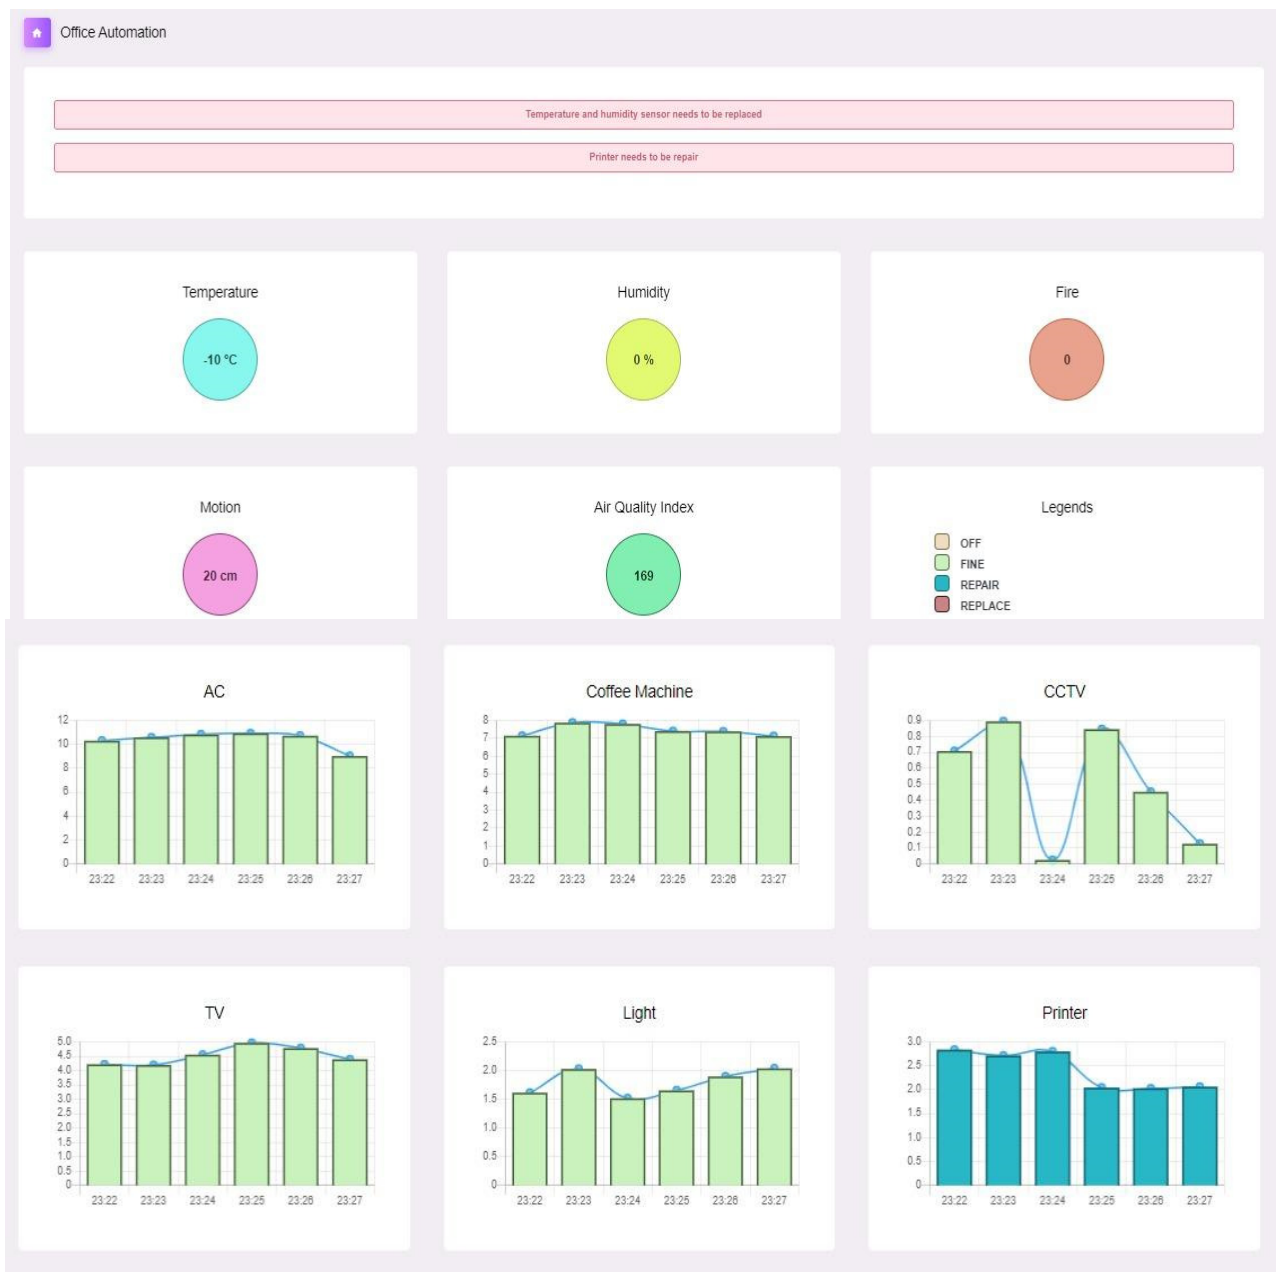 Office Automation
Temperature and humidity sensor needs to be replaced
Printer needs to be repair
Temperature
-10 °C
Humidity
0 %
Fire
0
Motion
20 cm
Air Quality Index
169
Legends
OFF
FINE
REPAIR
REPLACE
AC
12
10
8
6
4
2
0
23:22 23:23 23:24 23:25 23:26 23:27
Coffee Machine
8
7
6
5
4
3
2
1
0
23:22 23:23 23:24 23:25 23:26 23:27
CCTV
0.9
0.8
0.7
0.6
0.5
0.4
0.3
0.2
0.1
0
23:22 23:23 23:24 23:25 23:26 23:27
TV
5.0
4.5
4.0
3.5
3.0
2.5
2.0
1.5
1.0
0.5
0
23:22 23:23 23:24 23:25 23:26 23:27
Light
2.5
2.0
1.5
1.0
0.5
0
23:22 23:23 23:24 23:25 23:26 23:27
Printer
3.0
2.5
2.0
1.5
1.0
0.5
0
23:22 23:23 23:24 23:25 23:26 23:27